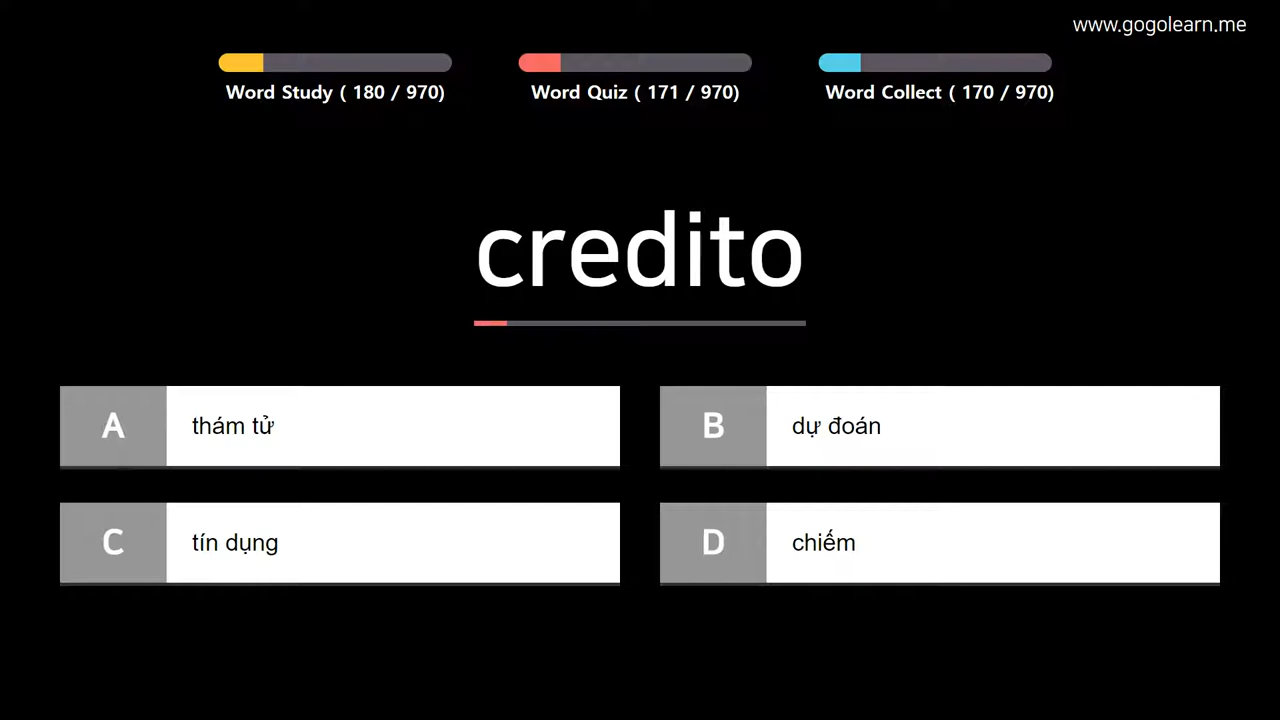 www.gogolearn.me
Word Study ( 180 / 970)
Word Quiz ( 171 / 970)
Word Collect ( 170 / 970)
credito
A thám tử
B dự đoán
C tín dụng
D chiếm